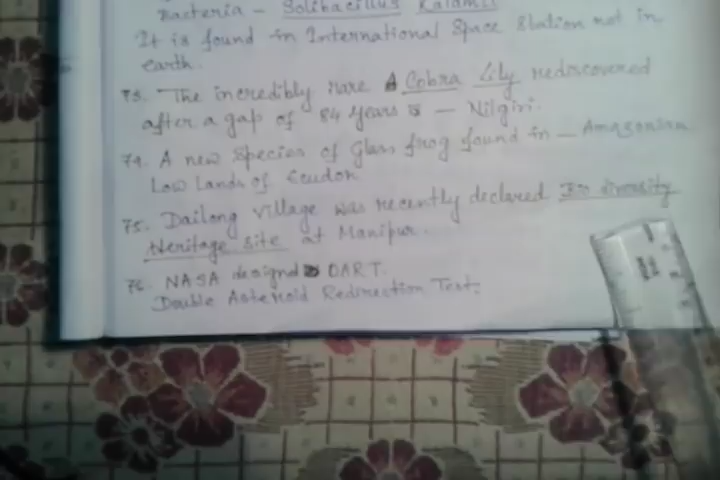 Bacteria - Solibacillus Kalamii
It is found in International Space Station not in
earth.
73. The incredibly rare Cobra Lily rediscovered
after a gap of 84 years - Nilgiri.
74. A new species of Glass frog found in - Amazonian
Low lands of Ecudor
75. Dailong village was recently declared Bio diversity
Heritage site at Manipur.
76. NASA designd DART.
Double Asteroid Redirection Test.